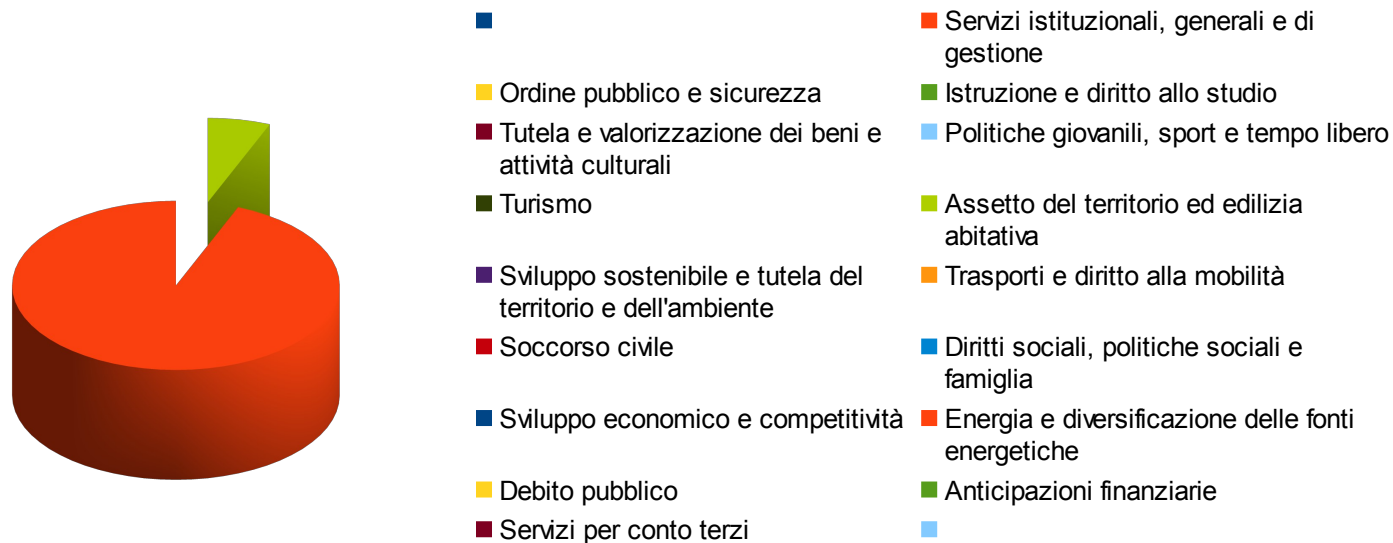 Servizi istituzionali, generali e di
gestione
Ordine pubblico e sicurezza
Istruzione e diritto allo studio
Tutela e valorizzazione dei beni e
attività culturali
Politiche giovanili, sport e tempo libero
Turismo
Assetto del territorio ed edilizia
abitativa
Sviluppo sostenibile e tutela del
territorio e dell'ambiente
Trasporti e diritto alla mobilità
Soccorso civile
Diritti sociali, politiche sociali e
famiglia
Sviluppo economico e competitività
Energia e diversificazione delle fonti
energetiche
Debito pubblico
Anticipazioni finanziarie
Servizi per conto terzi